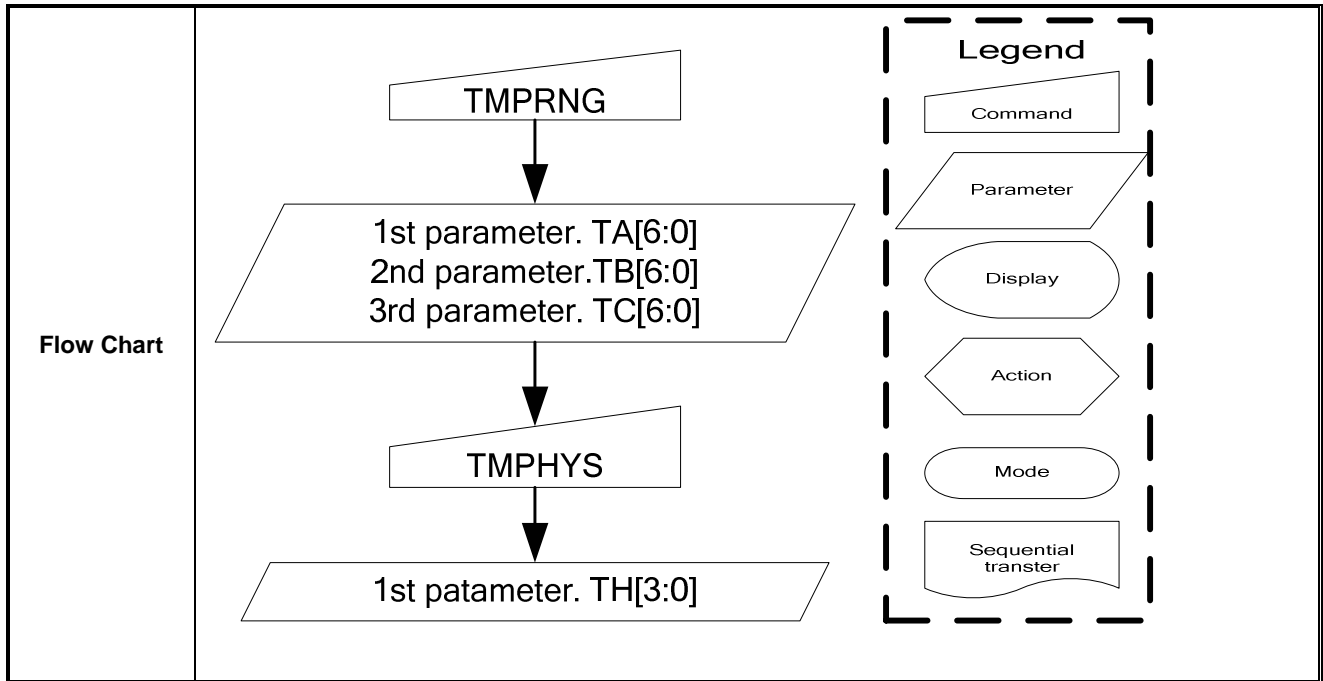 Flow Chart
TMPRNG
1st parameter. TA[6:0]
2nd parameter.TB[6:0]
3rd parameter. TC[6:0]
TMPHYS
1st patameter. TH[3:0]
Legend
Command
Parameter
Display
Action
Mode
Sequential
transter